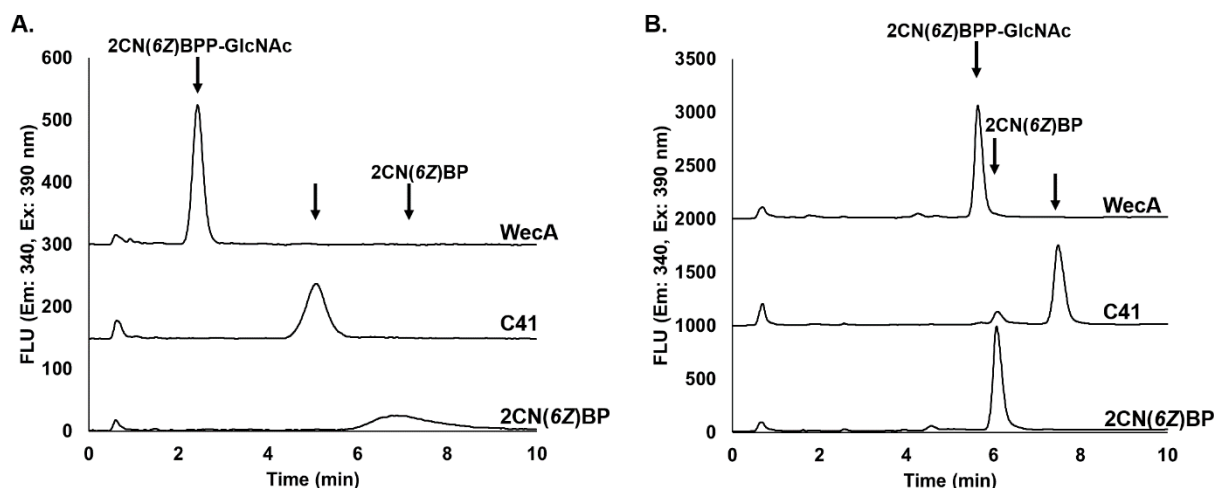 A.
2CN(6Z)BPP-GlcNAc
600
500
400
300
200
100
0
FLU (Em: 340, Ex: 390 nm)
2CN(6Z)BP
WecA
C41
2CN(6Z)BP
0 2 4 6 8 10
Time (min)
B.
2CN(6Z)BPP-GlcNAc
3500
3000
2500
2000
1500
1000
500
0
FLU (Em: 340, Ex: 390 nm)
2CN(6Z)BP
WecA
C41
2CN(6Z)BP
0 2 4 6 8 10
Time (min)